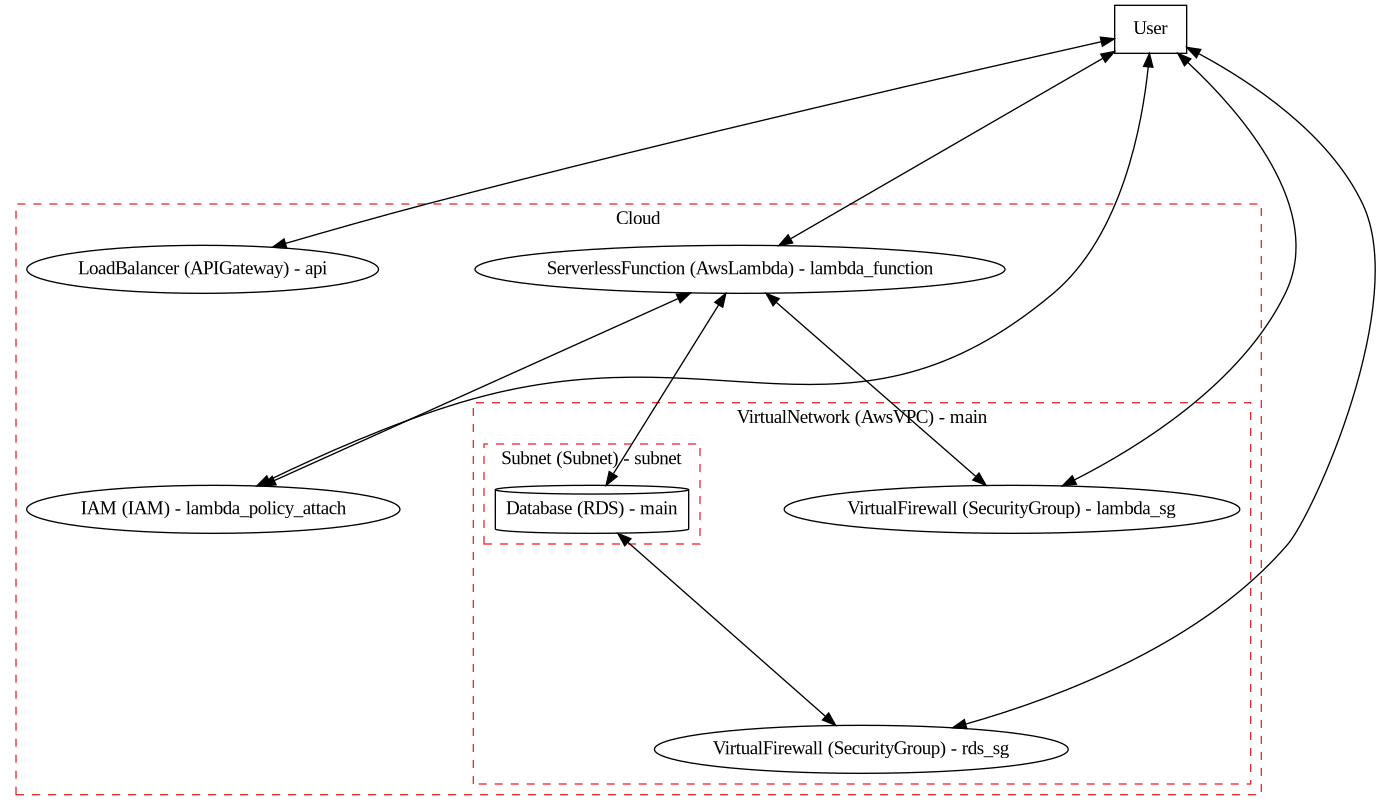 User
Cloud
LoadBalancer (APIGateway) - api
ServerlessFunction (AwsLambda) - lambda_function
VirtualNetwork (AwsVPC) - main
Subnet (Subnet) - subnet
IAM (IAM) - lambda_policy_attach
Database (RDS) - main
VirtualFirewall (SecurityGroup) - lambda_sg
VirtualFirewall (SecurityGroup) - rds_sg